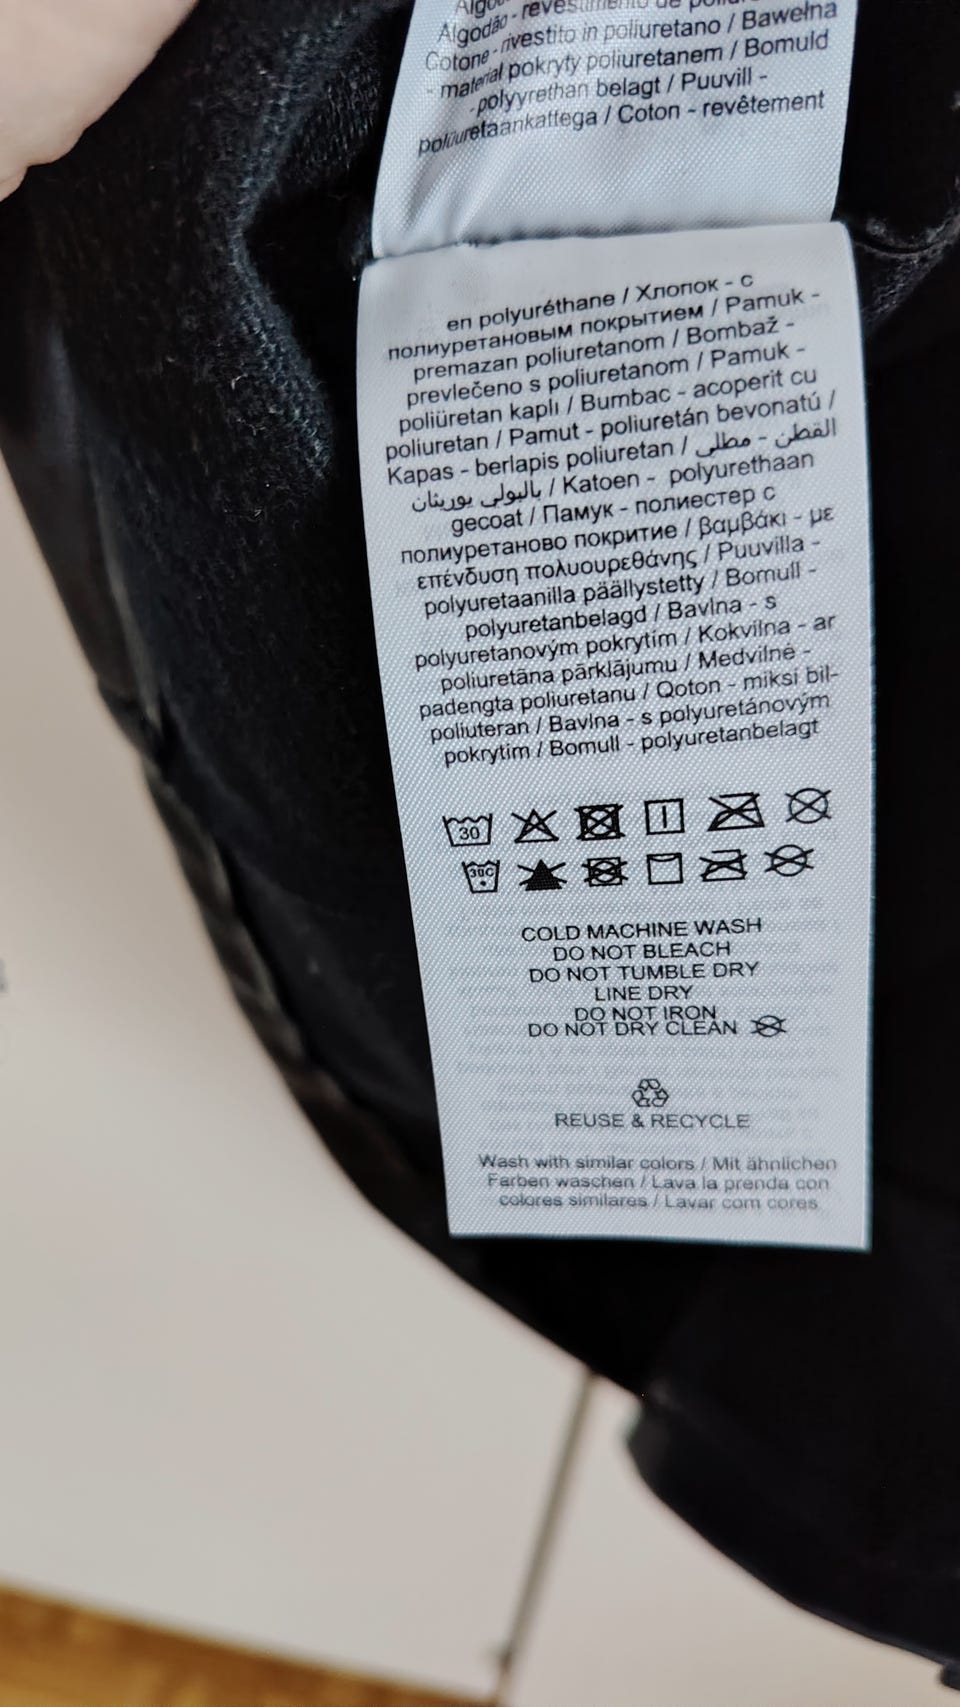 Algodão - revestimento de
Algodão - revestimento de
Cotone - rivestito in poliuretano / Bawełna
- materiał pokryty poliuretanem / Bomuld
- polyyrethan belagt / Puuvill -
polüuretaankattega / Coton - revêtement
en polyuréthane / Хлопок - с
полиуретановым покрытием / Pamuk -
premazan poliuretanom / Bombaž -
prevlečeno s poliuretanom / Pamuk -
poliüretan kaplı / Bumbac - acoperit cu
poliuretan / Pamut - poliuretán bevonatú /
Kapas - berlapis poliuretan / القطن - مطلي
بالبولي يوريثان / Katoen - polyurethaan
gecoat / Памук - полиестер с
полиуретаново покритие / βαμβάκι - με
επένδυση πολυουρεθάνης / Puuvilla -
polyuretaanilla päällystetty / Bomull -
polyuretanbelagd / Bavlna - s
polyuretanovým pokrytím / Kokvilna - ar
poliuretāna pārklājumu / Medvilnė -
padengta poliuretanu / Qoton - miksi bil-
poliuteran / Bavlna - s polyuretánovým
pokrytím / Bomull - polyuretanbelagt
30
30C
COLD MACHINE WASH
DO NOT BLEACH
DO NOT TUMBLE DRY
LINE DRY
DO NOT IRON
DO NOT DRY CLEAN
REUSE & RECYCLE
Wash with similar colors / Mit ähnlichen
Farben waschen / Lava la prenda con
colores similares / Lavar com cores